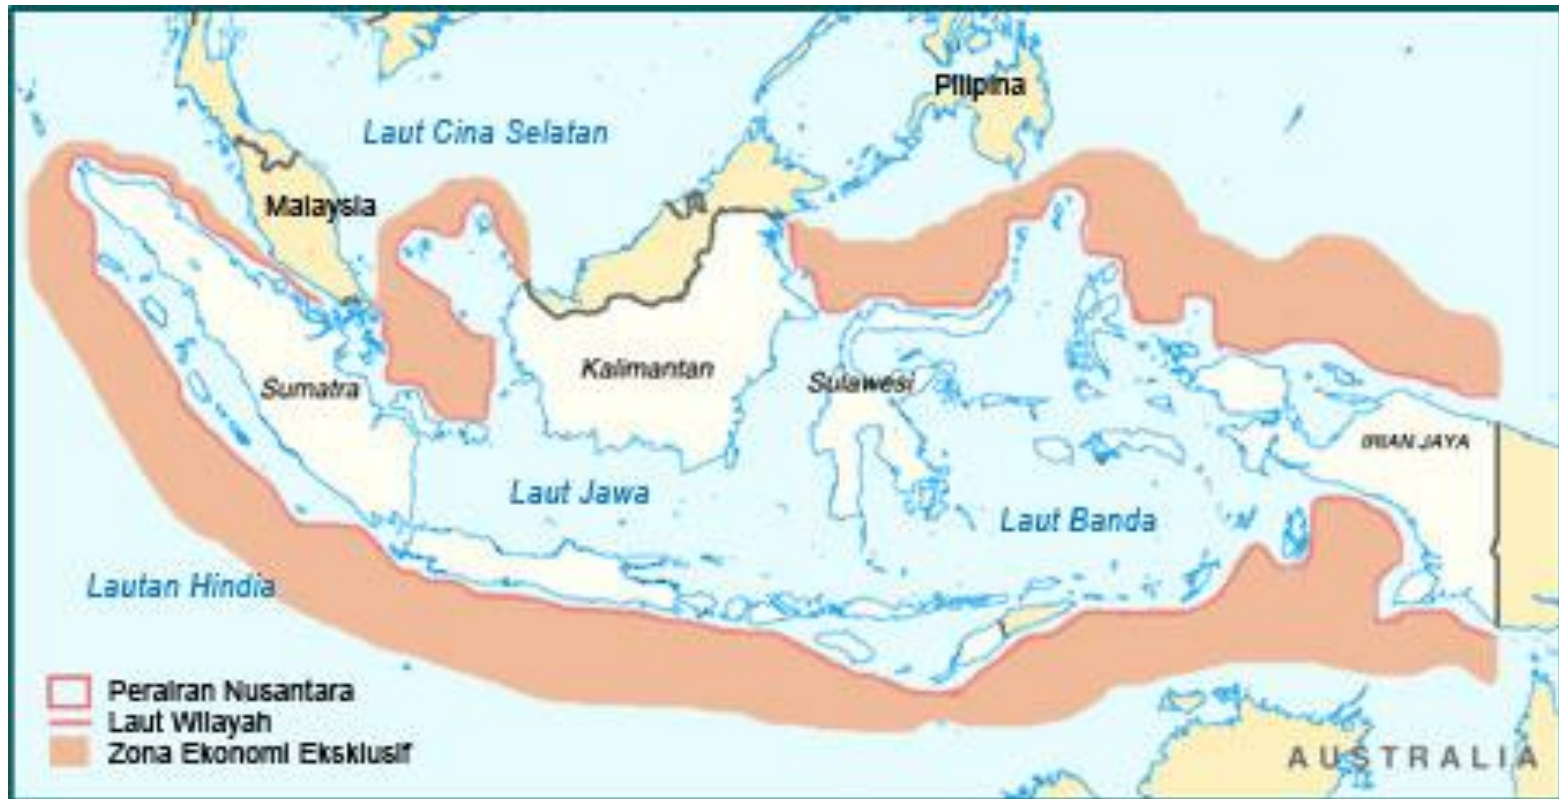 Pilipina
Laut Cina Selatan
Malaysia
Kalimantan
Sumatra
Sulawesi
IRIAN JAYA
Laut Jawa
Laut Banda
Lautan Hindia
Perairan Nusantara
Laut Wilayah
Zona Ekonomi Eksklusif
AUSTRALIA